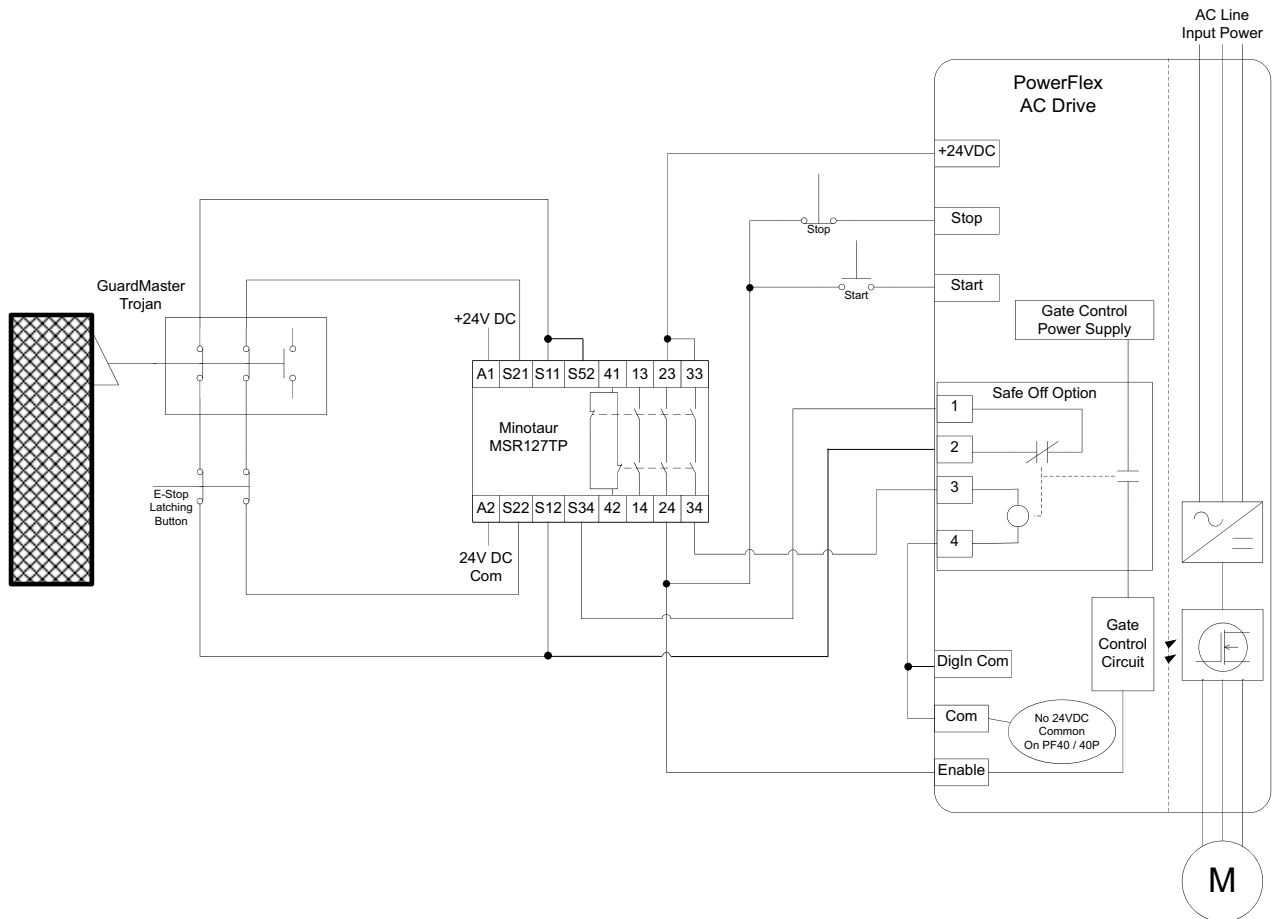 AC Line
Input Power
PowerFlex
AC Drive
+24VDC
Stop
Stop
Start
Start
GuardMaster
Trojan
Gate Control
Power Supply
+24V DC
A1 S21 S11 S52 41 13 23 33
Minotaur
MSR127TP
A2 S22 S12 S34 42 14 24 34
24V DC
Com
E-Stop
Latching
Button
Safe Off Option
1
2
3
4
Gate
Control
Circuit
DigIn Com
Com
No 24VDC
Common
On PF40 / 40P
Enable
M